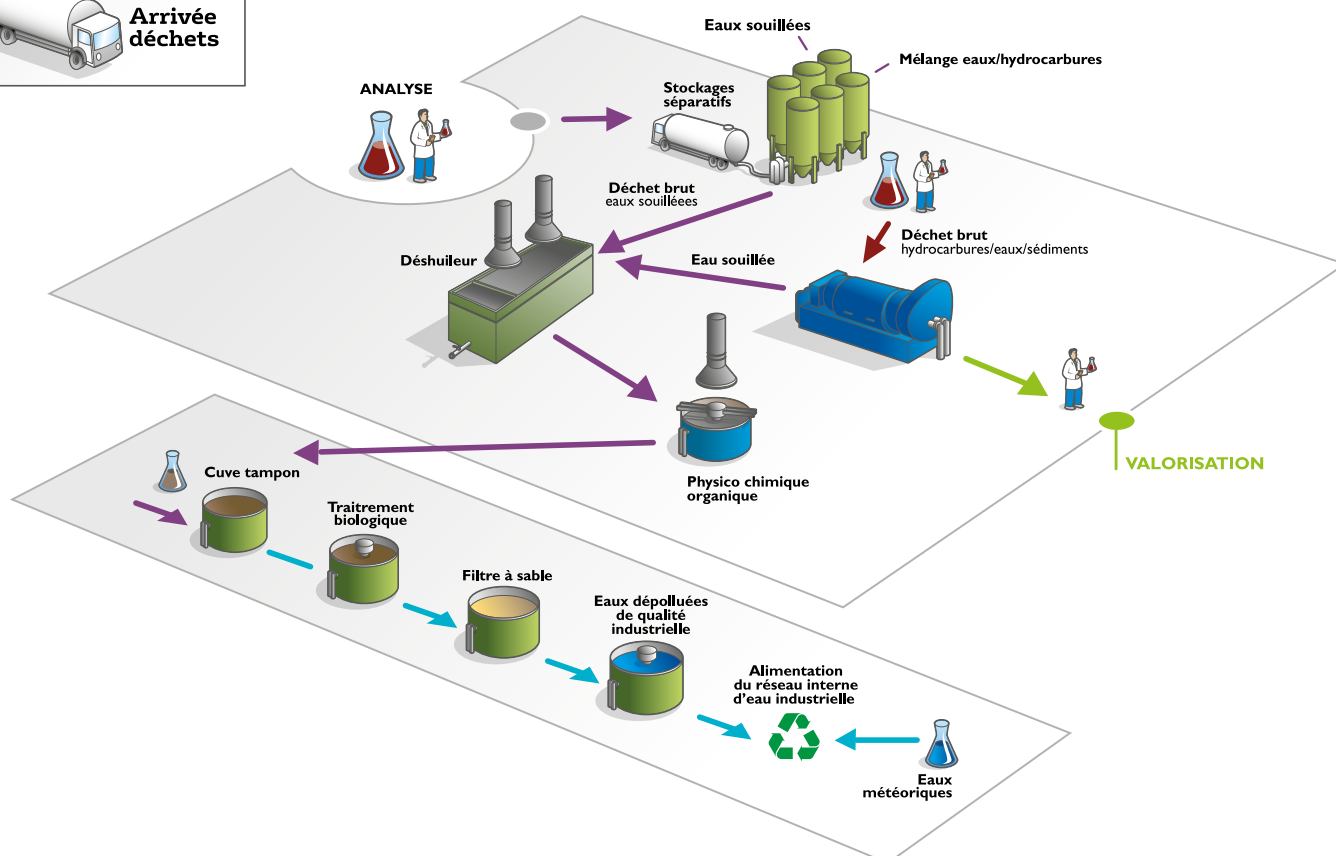 Arrivée
déchets
Eaux souillées
Mélange eaux/hydrocarbures
ANALYSE
Stockages
séparatifs
Déchet brut
eaux souilléees
Déchet brut
hydrocarbures/eaux/sédiments
Déshuileur
Eau souillée
VALORISATION
Physico chimique
organique
Cuve tampon
Traitrement
biologique
Filtre à sable
Eaux dépolluées
de qualité
industrielle
Alimentation
du réseau interne
d'eau industrielle
Eaux
météoriques